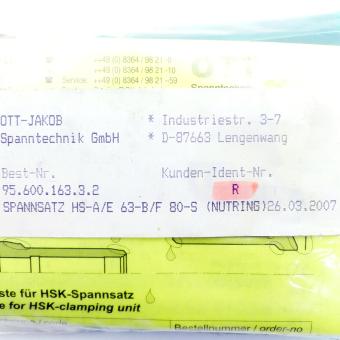 +49 (0) 8364 / 98 21-0
+49 (0) 8364 / 98 21-10
Service: +49 (0) 8364 / 98 21-59
OTT
Spanntechn
OTT-JAKOB * Industriestr. 3-7
Spanntechnik GmbH * D-87663 Lengenwang
Best-Nr. Kunden-Ident-Nr.
95.600.163.3.2 R
SPANNSATZ HS-A/E 63-B/F 80-S (NUTRING)26.03.2007
ste für HSK-Spannsatz
e for HSK-clamping unit
Bestellnummer / order-no